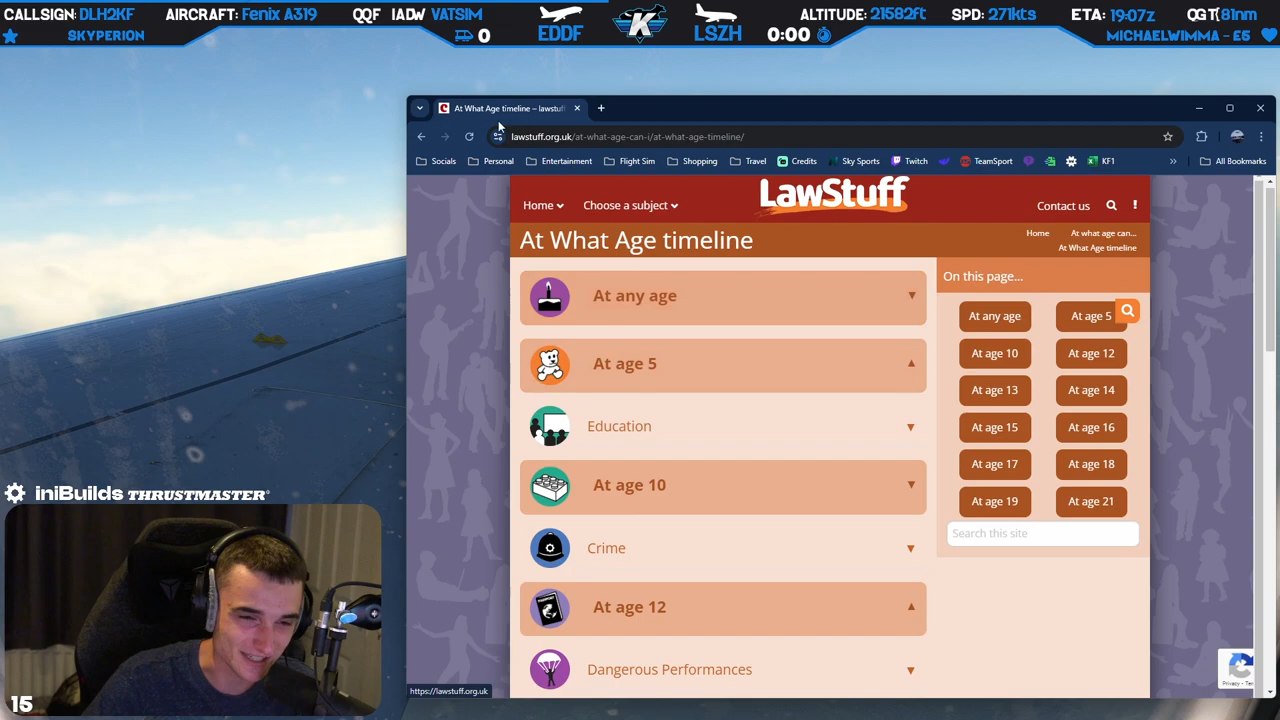 CALLSIGN: DLH2KF
AIRCRAFT: Fenix A319
QQF IADW VATSIM
EDDF
LSZH
ALTITUDE: 21582ft
SPD: 271kts
ETA: 19:07z
QGT(81nm
SKYPERION
0
K
0:00
MICHAELWIMMA - E5
At What Age timeline – lawstuf
lawstuff.org.uk/at-what-age-can-i/at-what-age-timeline/
Socials
Personal
Entertainment
Flight Sim
Shopping
Travel
Credits
Sky Sports
Twitch
TeamSport
KF1
»
All Bookmarks
Home
Choose a subject
LawStuff
Contact us
!
At What Age timeline
Home
At what age can...
At What Age timeline
At any age
At age 5
Education
At age 10
Crime
At age 12
Dangerous Performances
On this page...
At any age
At age 5
At age 10
At age 12
At age 13
At age 14
At age 15
At age 16
At age 17
At age 18
At age 19
At age 21
Search this site
iniBuilds THRUSTMASTER
15
https://lawstuff.org.uk